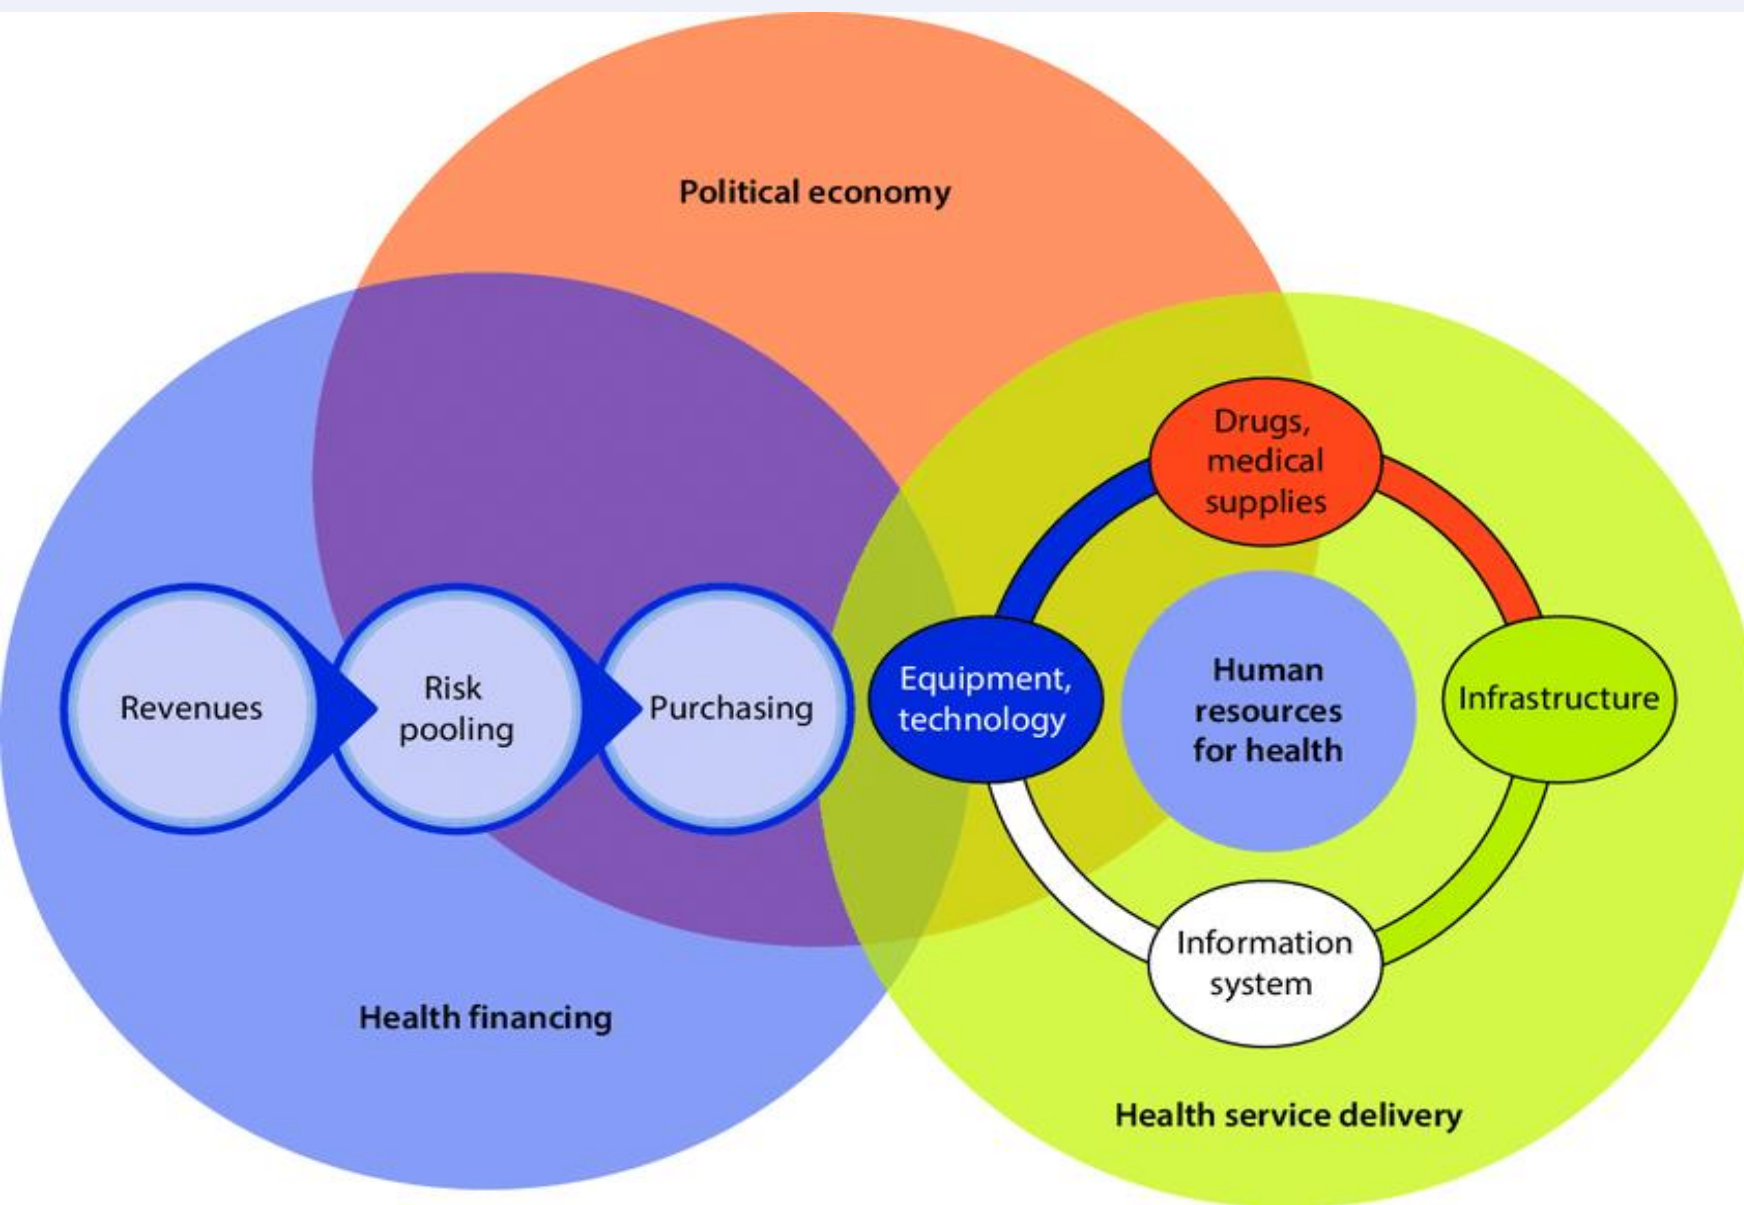 Political economy
Drugs,
medical
supplies
Revenues
Risk
pooling
Purchasing
Equipment,
technology
Human
resources
for health
Infrastructure
Information
system
Health financing
Health service delivery